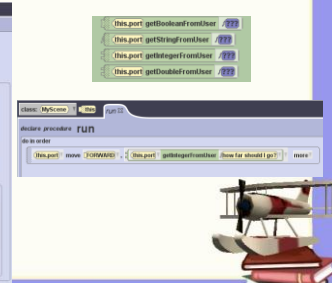 this.port getBooleanFromUser ???
this.port getStringFromUser ???
this.port getIntegerFromUser ???
this.port getDoubleFromUser ???
class: MyScene this run
declare procedure run
do in order
this.port move FORWARD , this.port getIntegerFromUser how far should I go? more